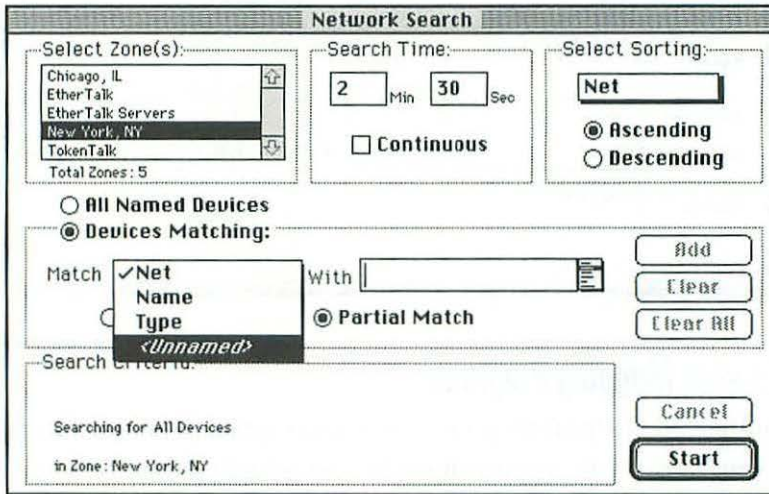 Network Search
Select Zone(s):
Chicago, IL
EtherTalk
EtherTalk Servers
New York, NY
TokenTalk
Total Zones: 5
Search Time:
2 Min 30 Sec
Continuous
Select Sorting:
Net
Ascending
Descending
All Named Devices
Devices Matching:
Match ✓Net
Name
Type
<Unnamed>
With
Partial Match
Add
Clear
Clear All
Search Criteria:
Searching for All Devices
in Zone: New York, NY
Cancel
Start